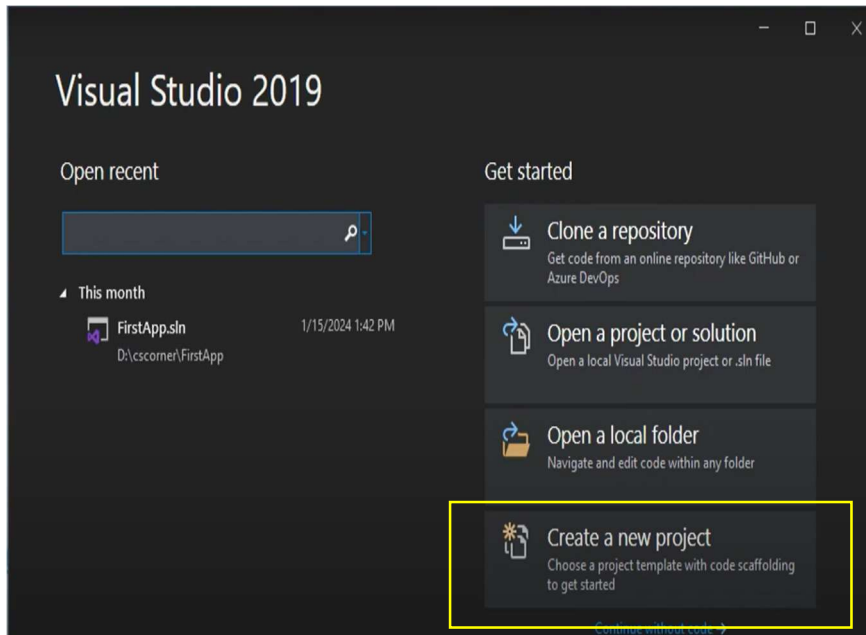 Visual Studio 2019
Open recent
This month
FirstApp.sln 1/15/2024 1:42 PM
D:\cscorner\FirstApp
Get started
Clone a repository
Get code from an online repository like GitHub or
Azure DevOps
Open a project or solution
Open a local Visual Studio project or .sln file
Open a local folder
Navigate and edit code within any folder
Create a new project
Choose a project template with code scaffolding
to get started
Continue without code →